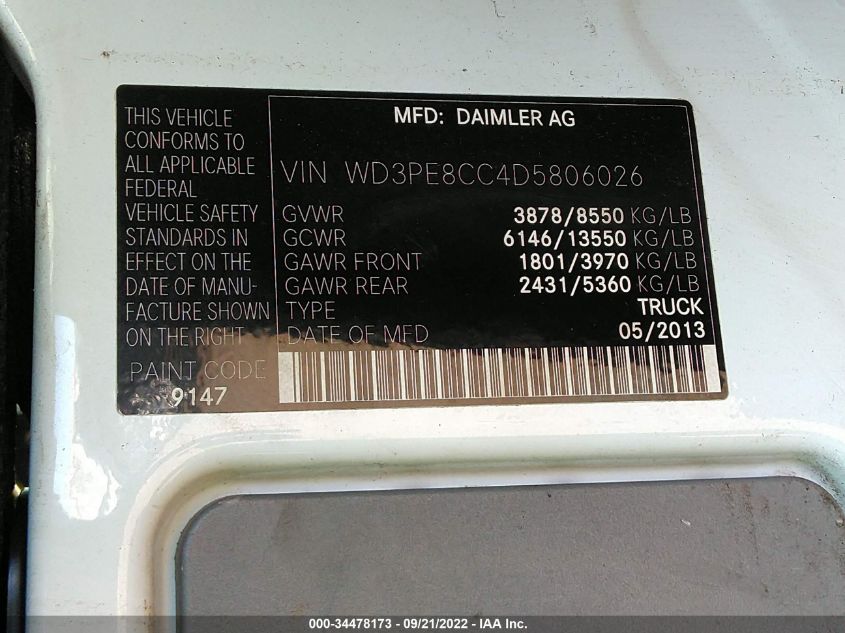 THIS VEHICLE
CONFORMS TO
ALL APPLICABLE
FEDERAL
VEHICLE SAFETY
STANDARDS IN
EFFECT ON THE
DATE OF MANU-
FACTURE SHOWN
ON THE RIGHT
PAINT CODE
9147
MFD: DAIMLER AG
VIN WD3PE8CC4D5806026
GVWR 3878/8550 KG/LB
GCWR 6146/13550 KG/LB
GAWR FRONT 1801/3970 KG/LB
GAWR REAR 2431/5360 KG/LB
TYPE TRUCK
DATE OF MFD 05/2013
000-34478173 - 09/21/2022 - IAA Inc.